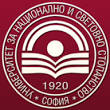 УНИВЕРСИТЕТ ЗА НАЦИОНАЛНО И СВЕТОВНО СТОПАНСТВО
1920
СОФИЯ